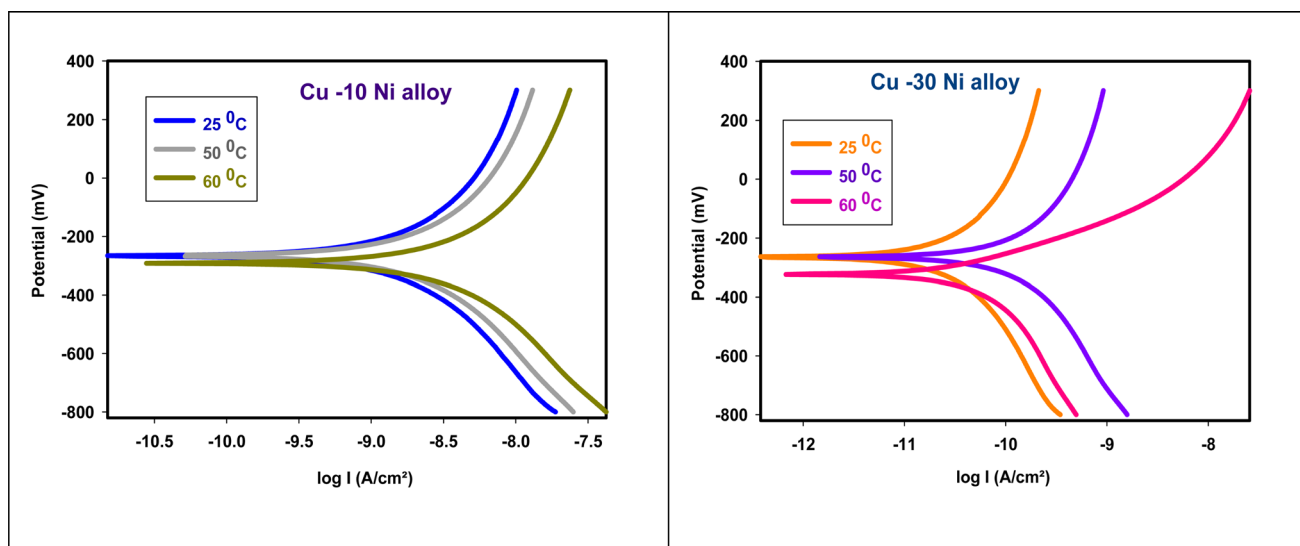 Cu -10 Ni alloy
400
200
0
-200
-400
-600
-800
Potential (mV)
25 ⁰C
50 ⁰C
60 ⁰C
-10.5 -10.0 -9.5 -9.0 -8.5 -8.0 -7.5
log I (A/cm²)
Cu -30 Ni alloy
400
200
0
-200
-400
-600
-800
Potential (mV)
25 ⁰C
50 ⁰C
60 ⁰C
-12 -11 -10 -9 -8
log I (A/cm²)